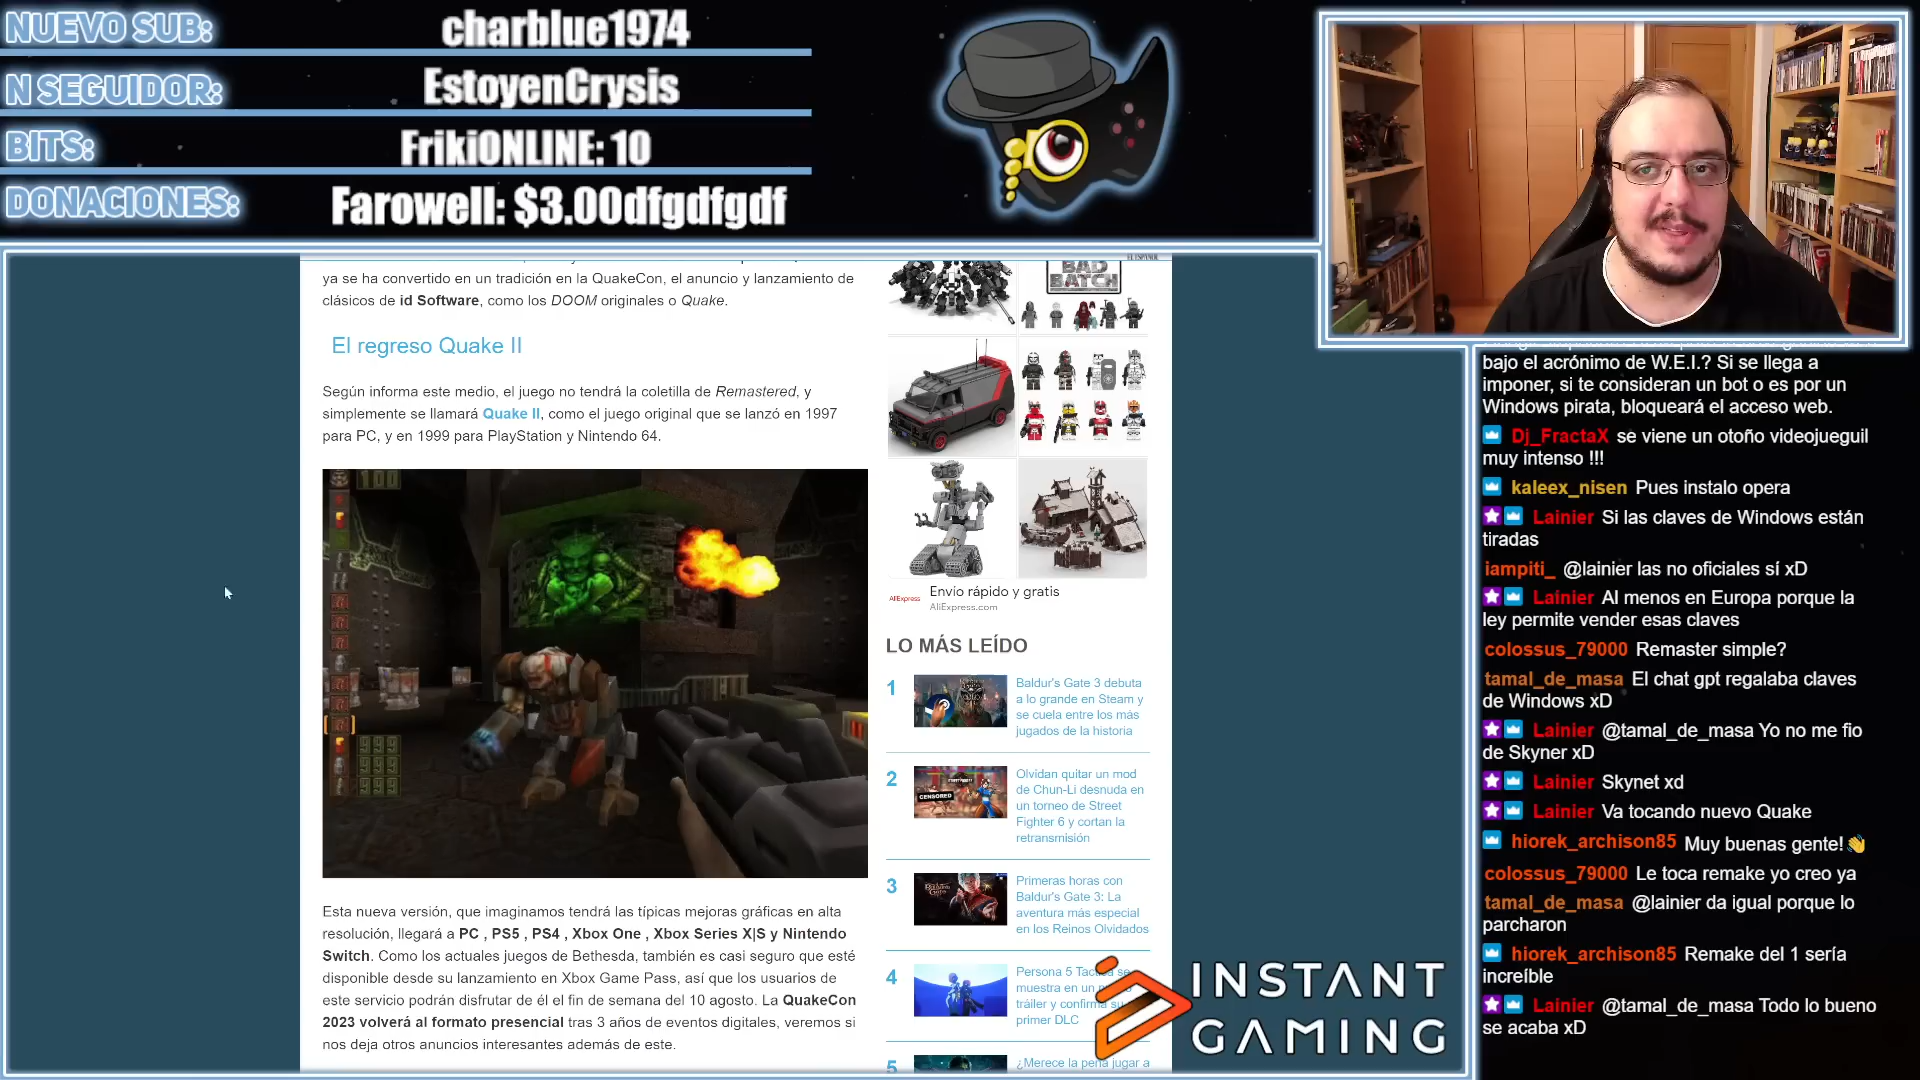 NUEVO SUB: charblue1974
N SEGUIDOR: EstoyenCrysis
BITS: FrikiONLINE: 10
DONACIONES: Farowell: $3.00dfgdfgdf
ya se ha convertido en un tradición en la QuakeCon, el anuncio y lanzamiento de
clásicos de id Software, como los DOOM originales o Quake.
El regreso Quake II
Según informa este medio, el juego no tendrá la coletilla de Remastered, y
simplemente se llamará Quake II, como el juego original que se lanzó en 1997
para PC, y en 1999 para PlayStation y Nintendo 64.
100
999
999
999
Esta nueva versión, que imaginamos tendrá las típicas mejoras gráficas en alta
resolución, llegará a PC , PS5 , PS4 , Xbox One , Xbox Series X|S y Nintendo
Switch. Como los actuales juegos de Bethesda, también es casi seguro que esté
disponible desde su lanzamiento en Xbox Game Pass, así que los usuarios de
este servicio podrán disfrutar de él el fin de semana del 10 agosto. La QuakeCon
2023 volverá al formato presencial tras 3 años de eventos digitales, veremos si
nos deja otros anuncios interesantes además de este.
EL ESPAÑOL
BAD
BATCH
AliExpress
Envío rápido y gratis
AliExpress.com
LO MÁS LEÍDO
1
Baldur's Gate 3 debuta
a lo grande en Steam y
se cuela entre los más
jugados de la historia
2
CENSORED
Olvidan quitar un mod
de Chun-Li desnuda en
un torneo de Street
Fighter 6 y cortan la
retransmisión
3
Primeras horas con
Baldur's Gate 3: La
aventura más especial
en los Reinos Olvidados
4
Persona 5 Tactica se
muestra en un
tráiler y confirma su
primer DLC
5
¿Merece la pena jugar a
INSTANT
GAMING
bajo el acrónimo de W.E.I.? Si se llega a
imponer, si te consideran un bot o es por un
Windows pirata, bloqueará el acceso web.
Dj_FractaX se viene un otoño videojueguil
muy intenso !!!
kaleex_nisen Pues instalo opera
Lainier Si las claves de Windows están
tiradas
iampiti_ @lainier las no oficiales sí xD
Lainier Al menos en Europa porque la
ley permite vender esas claves
colossus_79000 Remaster simple?
tamal_de_masa El chat gpt regalaba claves
de Windows xD
Lainier @tamal_de_masa Yo no me fio
de Skyner xD
Lainier Skynet xd
Lainier Va tocando nuevo Quake
hiorek_archison85 Muy buenas gente!👋
colossus_79000 Le toca remake yo creo ya
tamal_de_masa @lainier da igual porque lo
parcharon
hiorek_archison85 Remake del 1 sería
increíble
Lainier @tamal_de_masa Todo lo bueno
se acaba xD